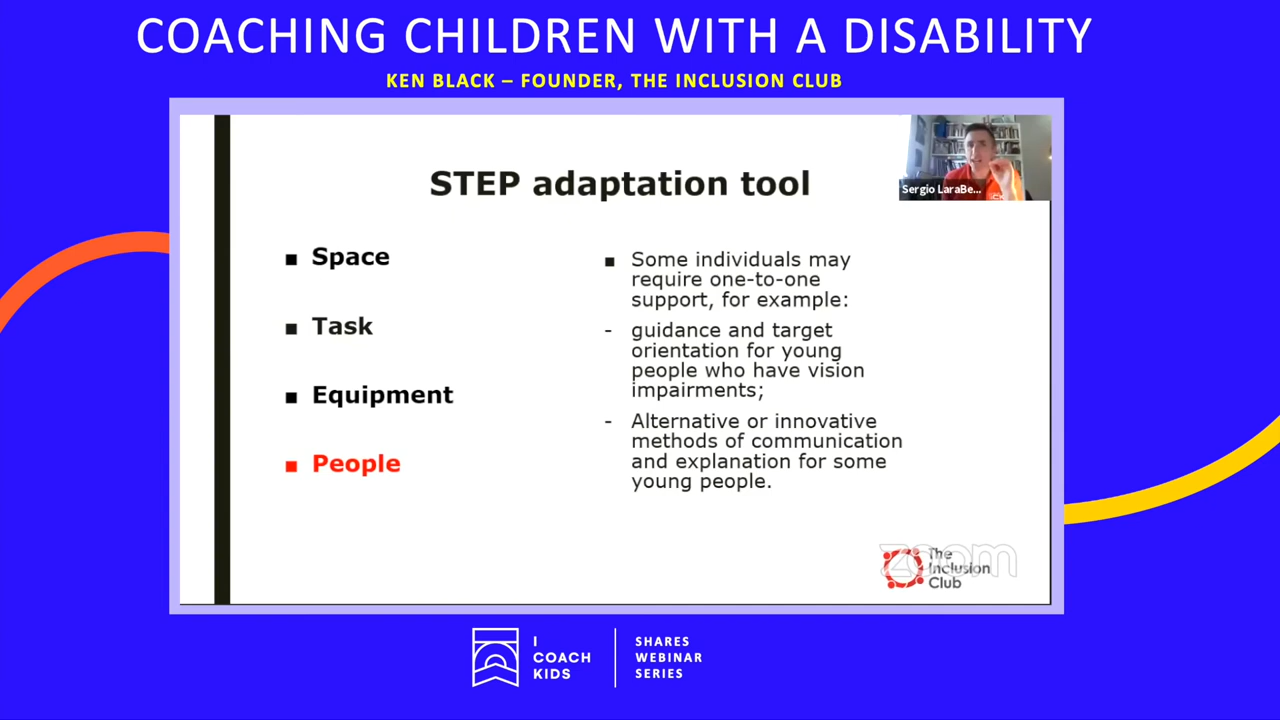 COACHING CHILDREN WITH A DISABILITY
KEN BLACK – FOUNDER, THE INCLUSION CLUB
STEP adaptation tool
Sergio LaraBe...
▪ Space
▪ Task
▪ Equipment
▪ People
▪ Some individuals may
require one-to-one
support, for example:
- guidance and target
orientation for young
people who have vision
impairments;
- Alternative or innovative
methods of communication
and explanation for some
young people.
zoom
The
Inclusion
Club
I
COACH
KIDS
SHARES
WEBINAR
SERIES